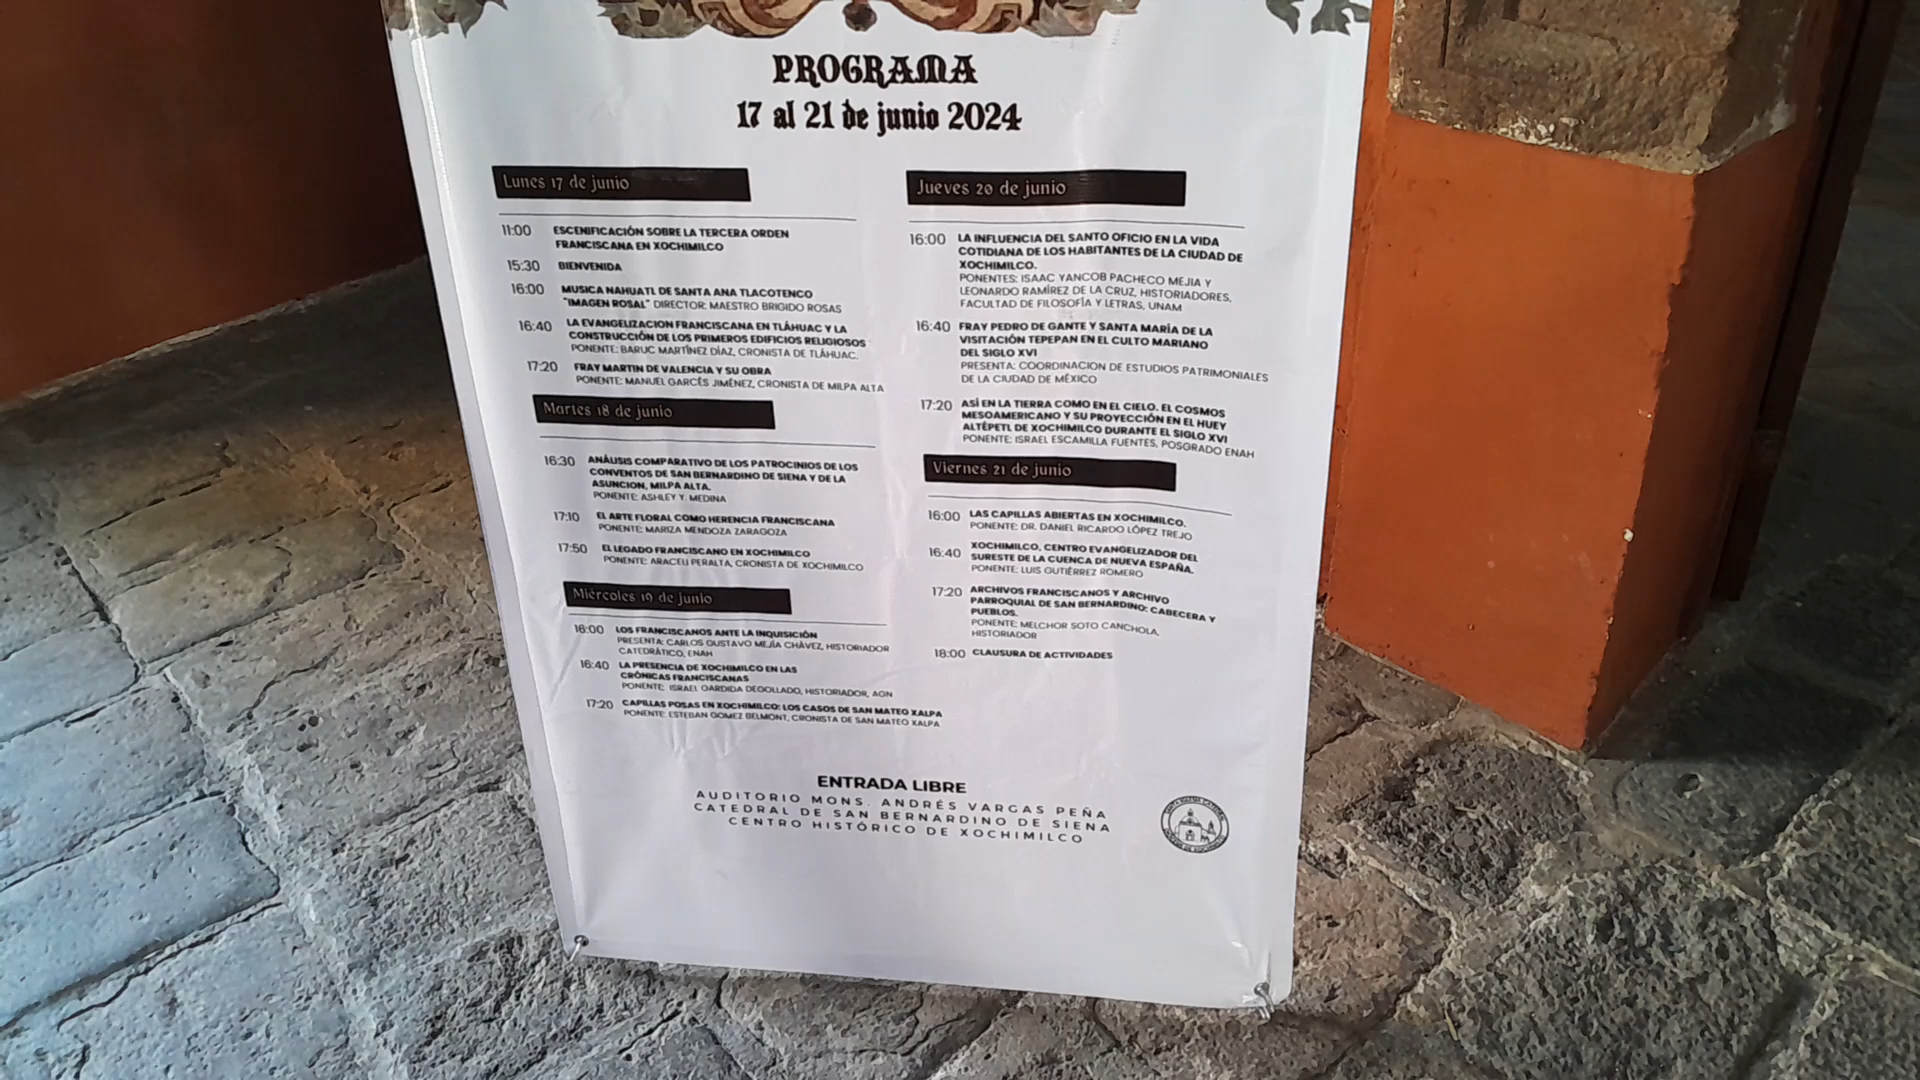 PROGRAMA
17 al 21 de junio 2024
Lunes 17 de junio
11:00 ESCENIFICACIÓN SOBRE LA TERCERA ORDEN
FRANCISCANA EN XOCHIMILCO
15:30 BIENVENIDA
16:00 MUSICA NAHUATL DE SANTA ANA TLACOTENCO
"IMAGEN ROSAL" DIRECTOR: MAESTRO BRIGIDO ROSAS
16:40 LA EVANGELIZACION FRANCISCANA EN TLÁHUAC Y LA
CONSTRUCCIÓN DE LOS PRIMEROS EDIFICIOS RELIGIOSOS
PONENTE: BARUC MARTÍNEZ DÍAZ, CRONISTA DE TLÁHUAC.
17:20 FRAY MARTIN DE VALENCIA Y SU OBRA
PONENTE: MANUEL GARCÉS JIMÉNEZ, CRONISTA DE MILPA ALTA
Martes 18 de junio
16:30 ANÁLISIS COMPARATIVO DE LOS PATROCINIOS DE LOS
CONVENTOS DE SAN BERNARDINO DE SIENA Y DE LA
ASUNCION, MILPA ALTA.
PONENTE: ASHLEY Y. MEDINA
17:10 EL ARTE FLORAL COMO HERENCIA FRANCISCANA
PONENTE: MARIZA MENDOZA ZARAGOZA
17:50 EL LEGADO FRANCISCANO EN XOCHIMILCO
PONENTE: ARACELI PERALTA, CRONISTA DE XOCHIMILCO
Miércoles 19 de junio
16:00 LOS FRANCISCANOS ANTE LA INQUISICIÓN
PRESENTA: CARLOS GUSTAVO MEJÍA CHÁVEZ, HISTORIADOR
CATEDRÁTICO, ENAH
16:40 LA PRESENCIA DE XOCHIMILCO EN LAS
CRÓNICAS FRANCISCANAS
PONENTE: ISRAEL GARDIDA DEGOLLADO, HISTORIADOR, AGN
17:20 CAPILLAS POSAS EN XOCHIMILCO: LOS CASOS DE SAN MATEO XALPA
PONENTE: ESTEBAN GOMEZ BELMONT, CRONISTA DE SAN MATEO XALPA
Jueves 20 de junio
16:00 LA INFLUENCIA DEL SANTO OFICIO EN LA VIDA
COTIDIANA DE LOS HABITANTES DE LA CIUDAD DE
XOCHIMILCO.
PONENTES: ISAAC YANCOB PACHECO MEJIA Y
LEONARDO RAMÍREZ DE LA CRUZ, HISTORIADORES,
FACULTAD DE FILOSOFÍA Y LETRAS, UNAM
16:40 FRAY PEDRO DE GANTE Y SANTA MARÍA DE LA
VISITACIÓN TEPEPAN EN EL CULTO MARIANO
DEL SIGLO XVI
PRESENTA: COORDINACION DE ESTUDIOS PATRIMONIALES
DE LA CIUDAD DE MÉXICO
17:20 ASÍ EN LA TIERRA COMO EN EL CIELO. EL COSMOS
MESOAMERICANO Y SU PROYECCIÓN EN EL HUEY
ALTÉPETL DE XOCHIMILCO DURANTE EL SIGLO XVI
PONENTE: ISRAEL ESCAMILLA FUENTES, POSGRADO ENAH
Viernes 21 de junio
16:00 LAS CAPILLAS ABIERTAS EN XOCHIMILCO.
PONENTE: DR. DANIEL RICARDO LÓPEZ TREJO
16:40 XOCHIMILCO, CENTRO EVANGELIZADOR DEL
SURESTE DE LA CUENCA DE NUEVA ESPAÑA.
PONENTE: LUIS GUTIÉRREZ ROMERO
17:20 ARCHIVOS FRANCISCANOS Y ARCHIVO
PARROQUIAL DE SAN BERNARDINO: CABECERA Y
PUEBLOS.
PONENTE: MELCHOR SOTO CANCHOLA,
HISTORIADOR
18:00 CLAUSURA DE ACTIVIDADES
ENTRADA LIBRE
AUDITORIO MONS. ANDRÉS VARGAS PEÑA
CATEDRAL DE SAN BERNARDINO DE SIENA
CENTRO HISTÓRICO DE XOCHIMILCO